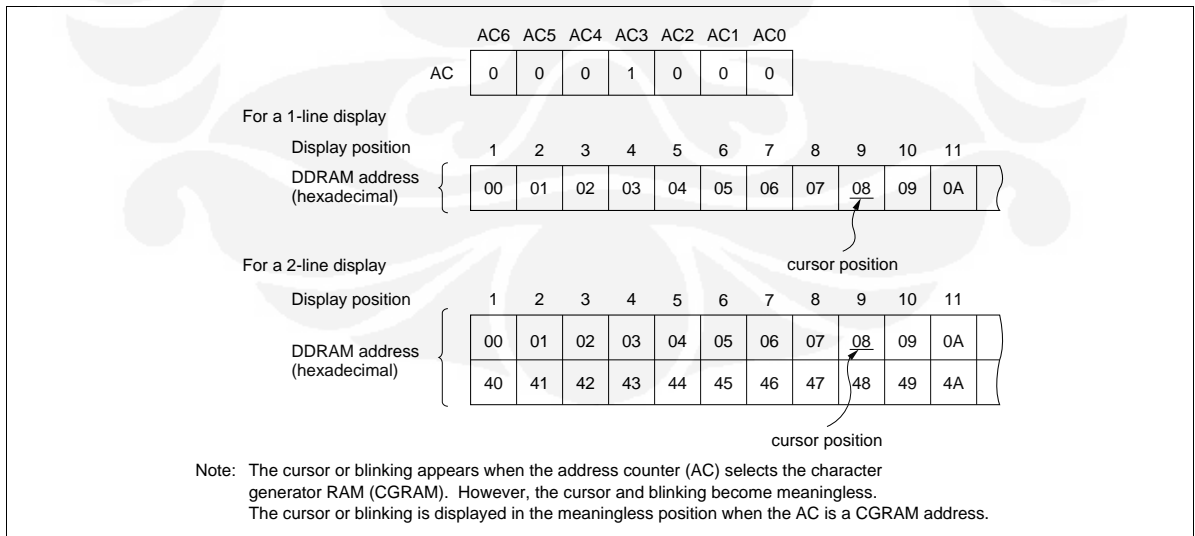 AC6 AC5 AC4 AC3 AC2 AC1 AC0
AC 0 0 0 1 0 0 0
For a 1-line display
Display position 1 2 3 4 5 6 7 8 9 10 11
DDRAM address
(hexadecimal)
00 01 02 03 04 05 06 07 08 09 0A
cursor position
For a 2-line display
Display position 1 2 3 4 5 6 7 8 9 10 11
DDRAM address
(hexadecimal)
00 01 02 03 04 05 06 07 08 09 0A
40 41 42 43 44 45 46 47 48 49 4A
cursor position
Note: The cursor or blinking appears when the address counter (AC) selects the character
generator RAM (CGRAM). However, the cursor and blinking become meaningless.
The cursor or blinking is displayed in the meaningless position when the AC is a CGRAM address.